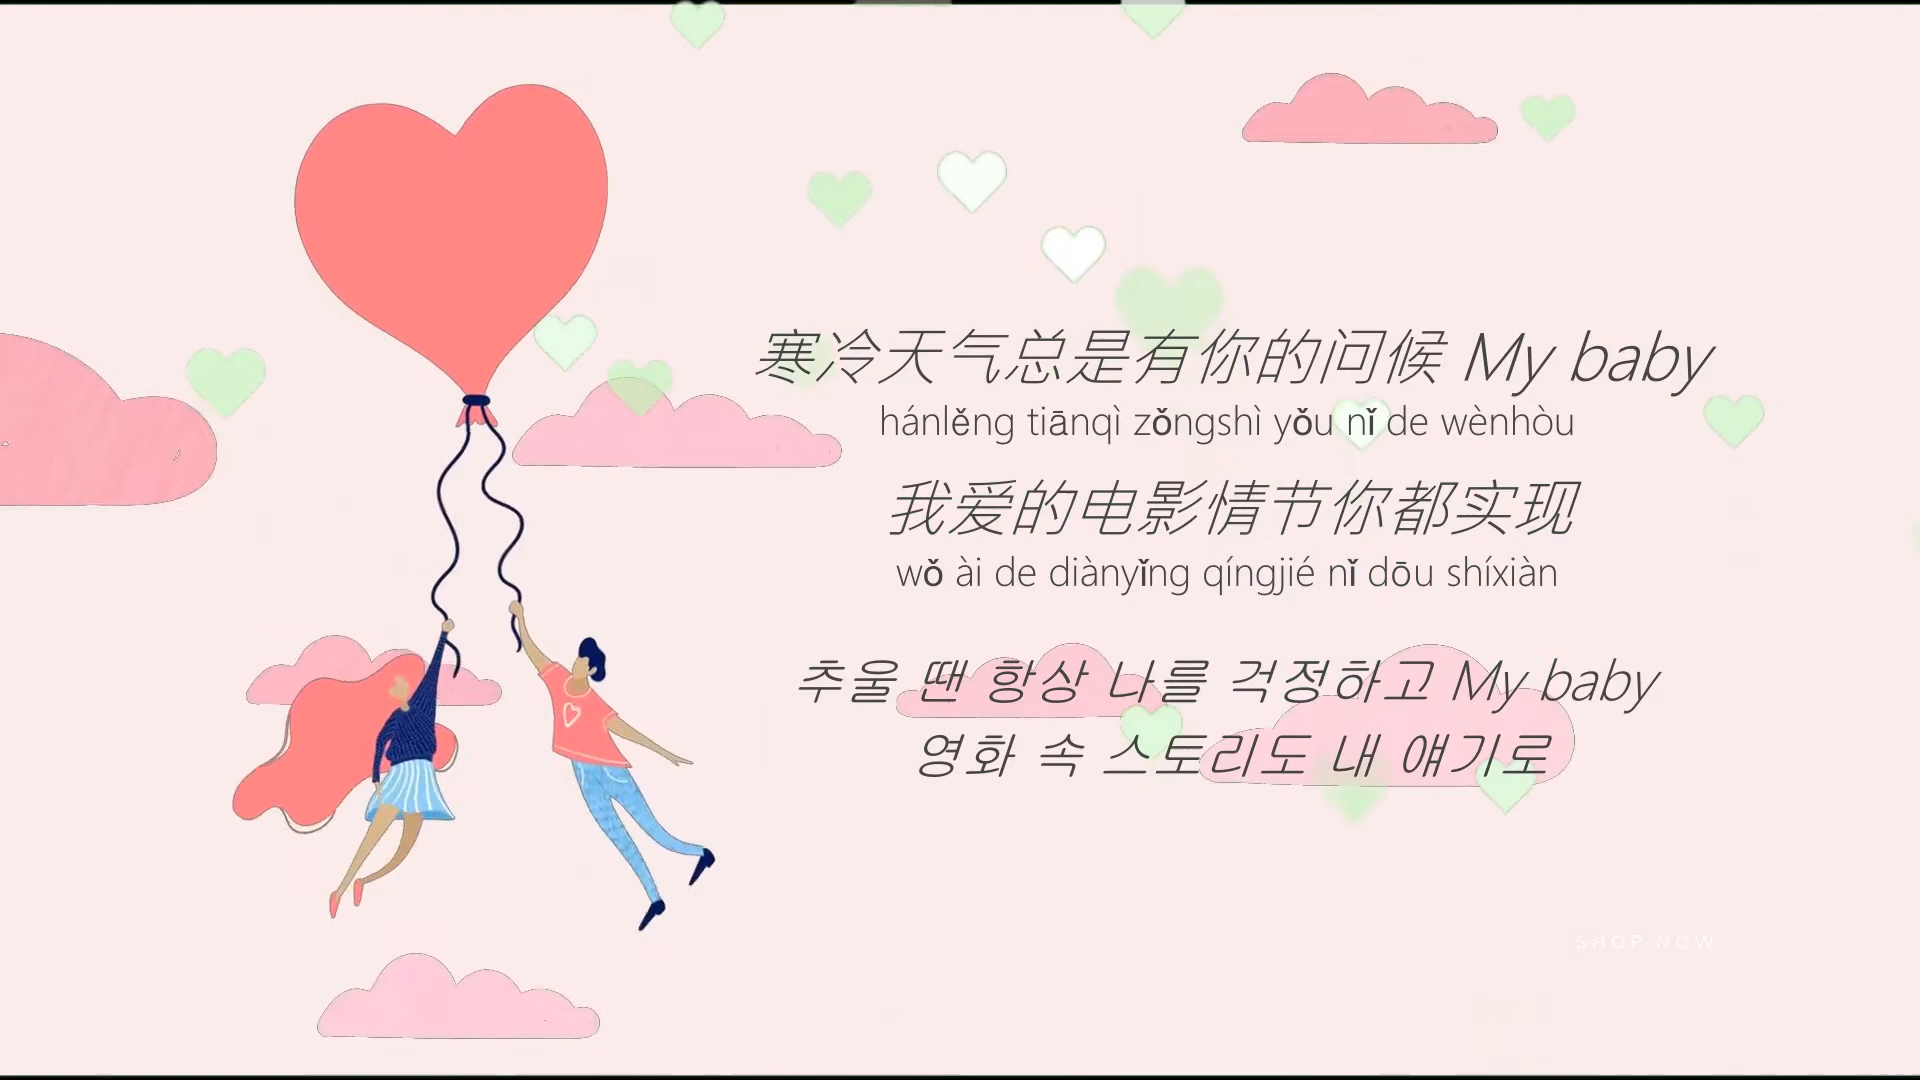 寒冷天气总是有你的问候 My baby
hánlěng tiānqì zǒngshì yǒu nǐ de wènhòu
我爱的电影情节你都实现
wǒ ài de diànyǐng qíngjié nǐ dōu shíxiàn
추울 땐 항상 나를 걱정하고 My baby
영화 속 스토리도 내 얘기로
SHOP NOW